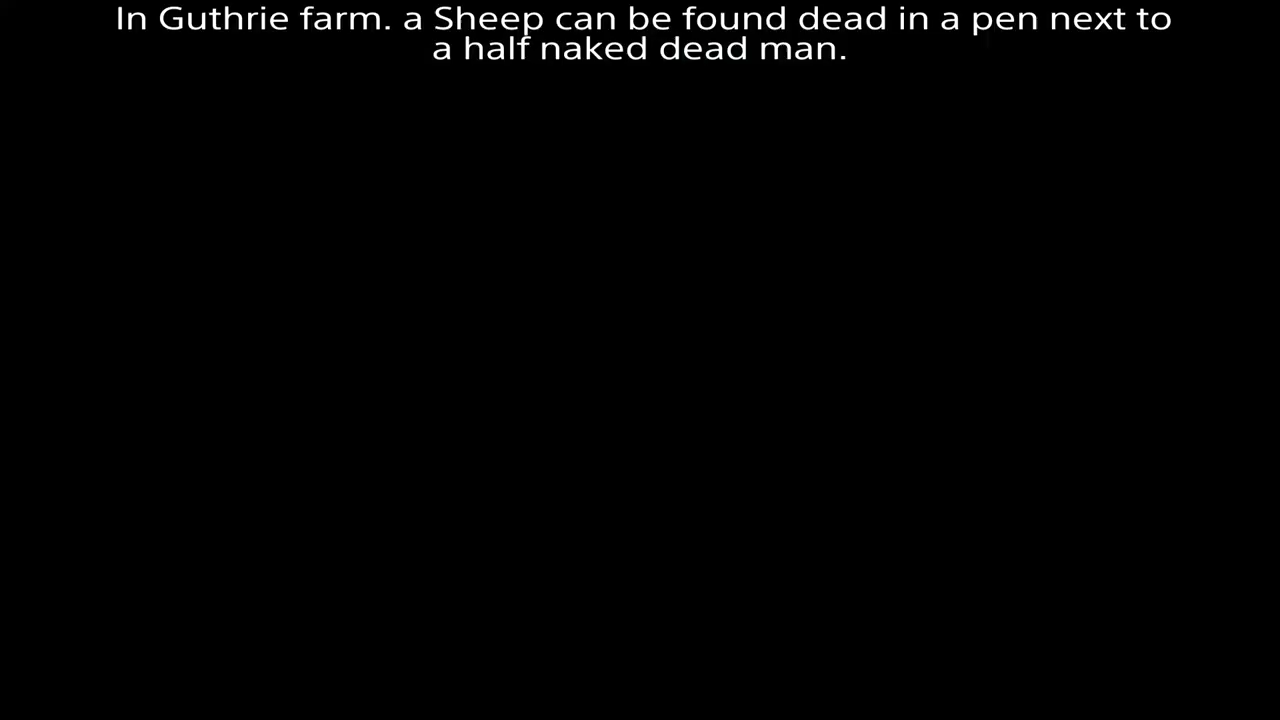 In Guthrie farm. a Sheep can be found dead in a pen next to
a half naked dead man.